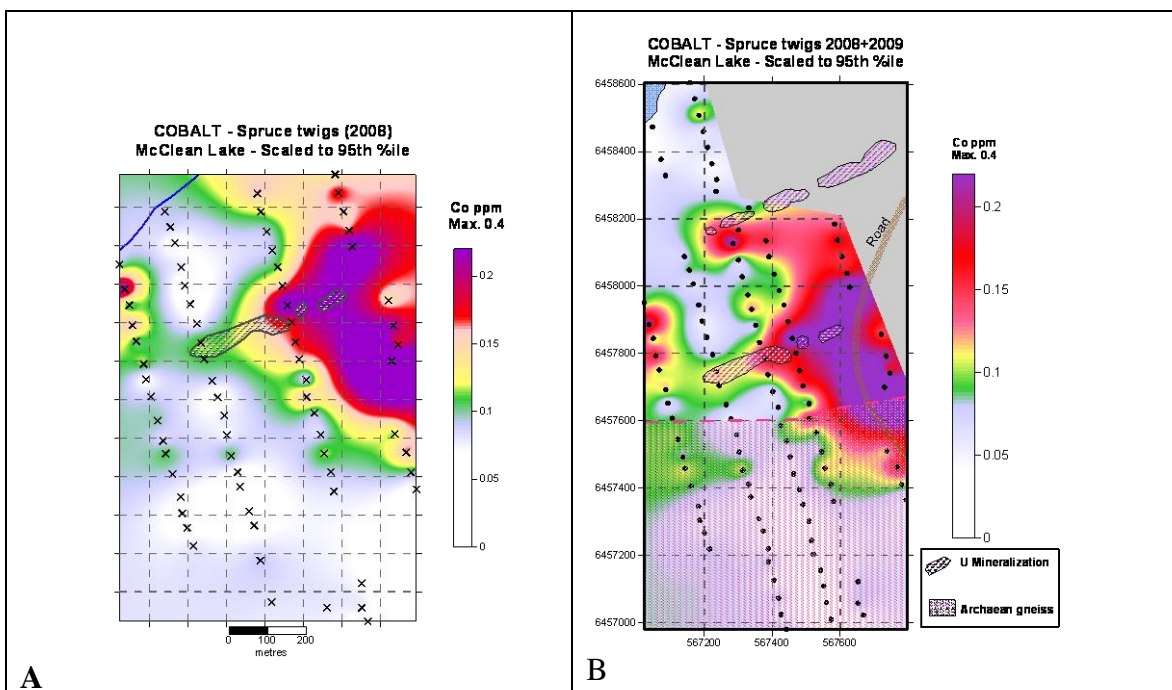 COBALT - Spruce twigs (2008)
McClean Lake - Scaled to 95th %ile
Co ppm
Max. 0.4
0.2
0.15
0.1
0.05
0
0 100 200
metres
A
COBALT - Spruce twigs 2008+2009
McClean Lake - Scaled to 95th %ile
6458600
6458400
6458200
6458000
6457800
6457600
6457400
6457200
6457000
567200 567400 567600
Road
Co ppm
Max. 0.4
0.2
0.15
0.1
0.05
0
U Mineralization
Archaean gneiss
B